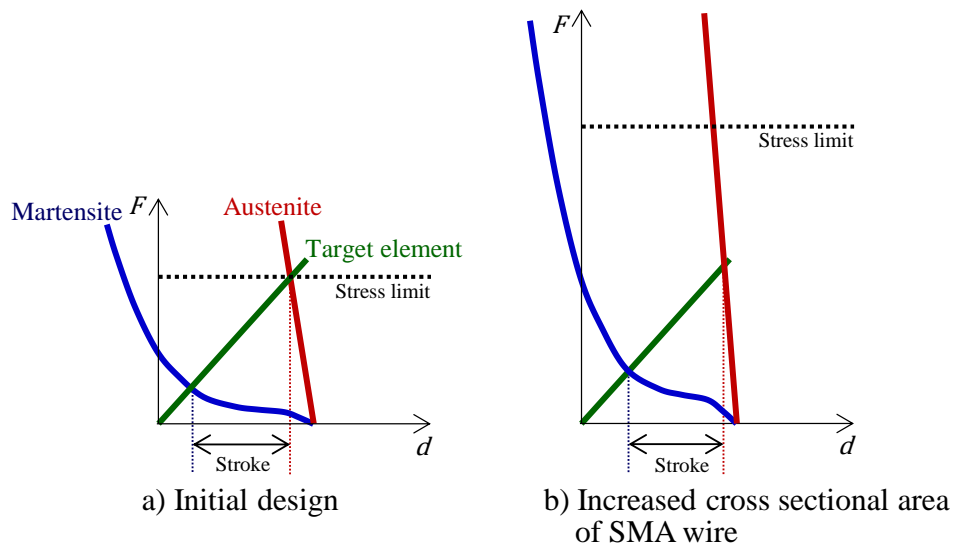 F
Martensite
Austenite
Target element
Stress limit
d
Stroke
a) Initial design
F
Stress limit
d
Stroke
b) Increased cross sectional area
of SMA wire